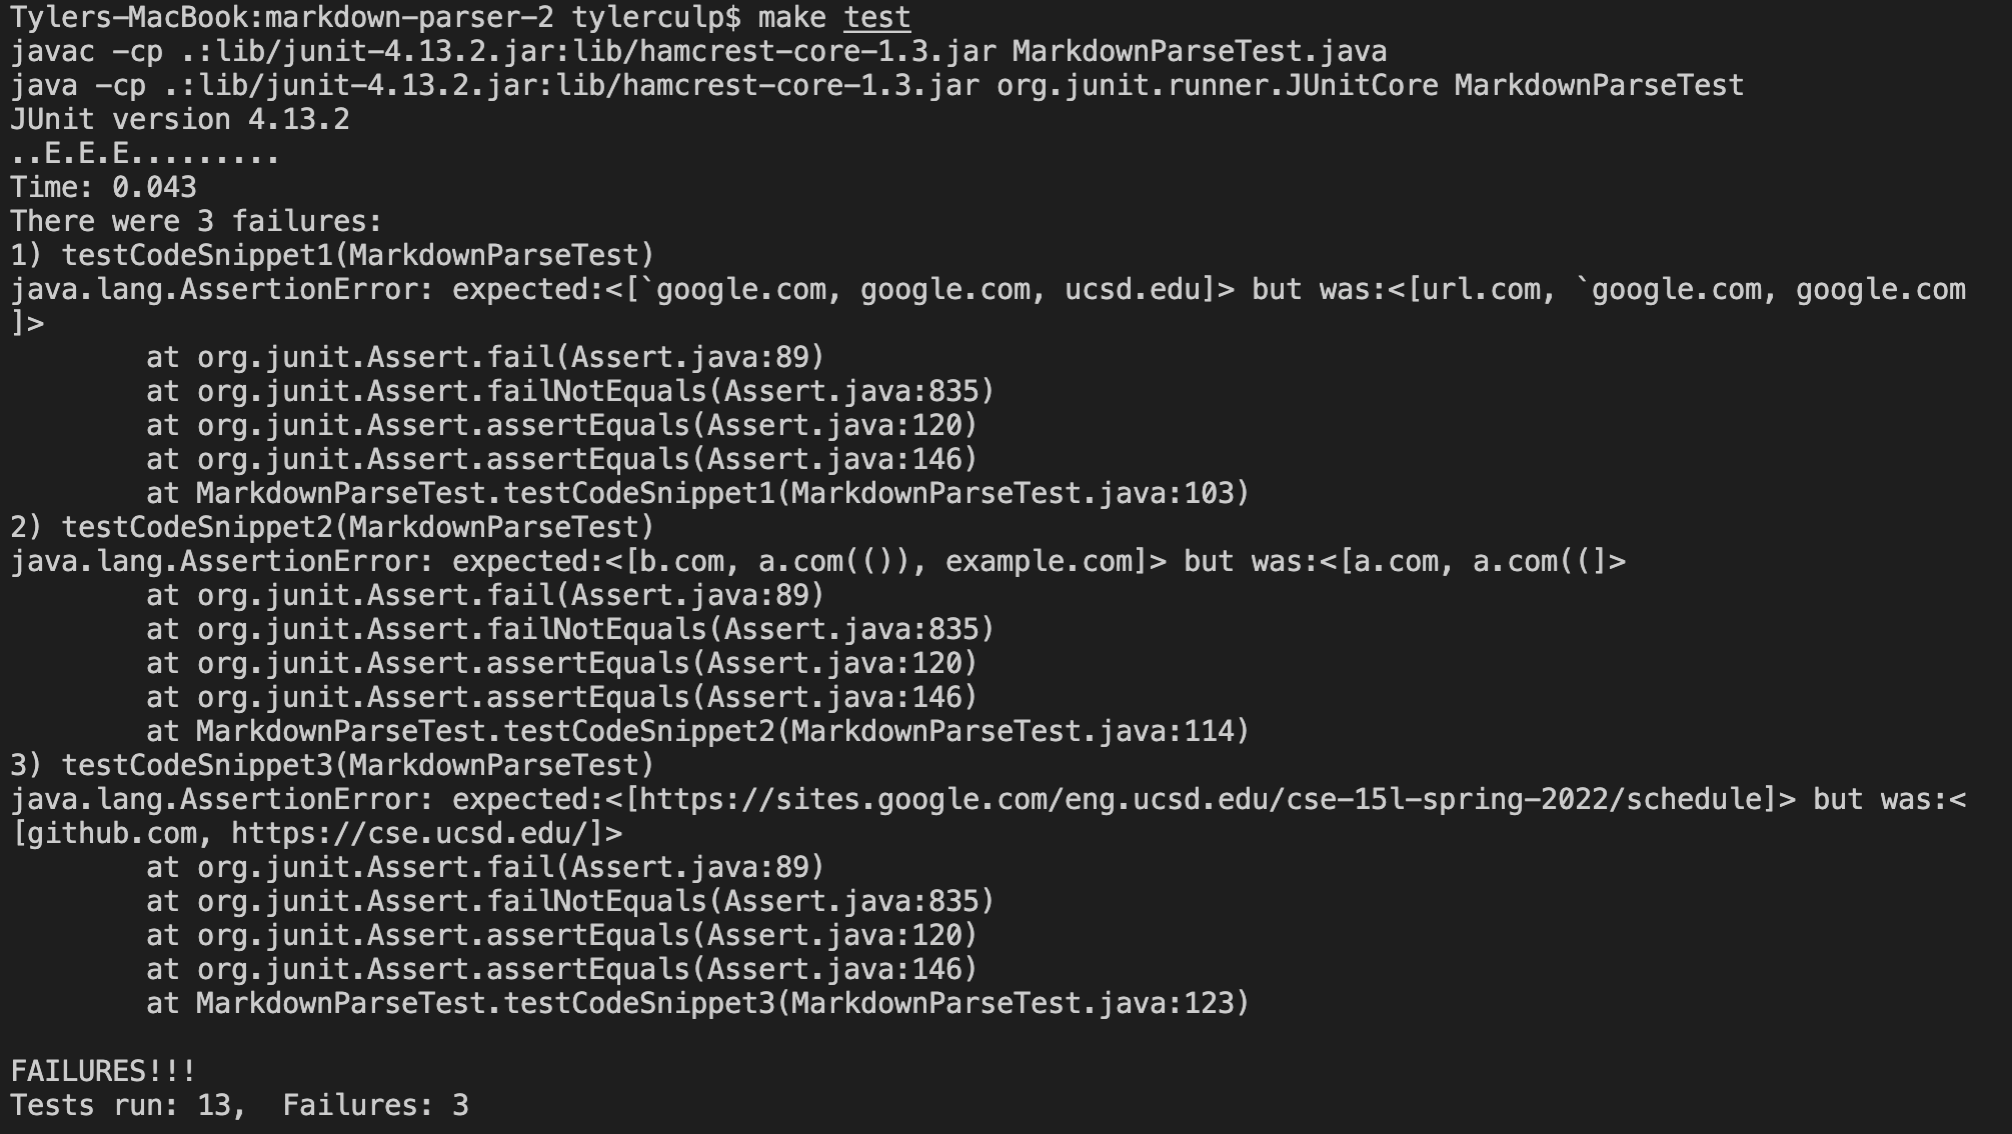 Tylers-MacBook:markdown-parser-2 tylerculp$ make test
javac -cp .:lib/junit-4.13.2.jar:lib/hamcrest-core-1.3.jar MarkdownParseTest.java
java -cp .:lib/junit-4.13.2.jar:lib/hamcrest-core-1.3.jar org.junit.runner.JUnitCore MarkdownParseTest
JUnit version 4.13.2
..E.E.E.........
Time: 0.043
There were 3 failures:
1) testCodeSnippet1(MarkdownParseTest)
java.lang.AssertionError: expected:<[`google.com, google.com, ucsd.edu]> but was:<[url.com, `google.com, google.com
]>
        at org.junit.Assert.fail(Assert.java:89)
        at org.junit.Assert.failNotEquals(Assert.java:835)
        at org.junit.Assert.assertEquals(Assert.java:120)
        at org.junit.Assert.assertEquals(Assert.java:146)
        at MarkdownParseTest.testCodeSnippet1(MarkdownParseTest.java:103)
2) testCodeSnippet2(MarkdownParseTest)
java.lang.AssertionError: expected:<[b.com, a.com(()), example.com]> but was:<[a.com, a.com((]>
        at org.junit.Assert.fail(Assert.java:89)
        at org.junit.Assert.failNotEquals(Assert.java:835)
        at org.junit.Assert.assertEquals(Assert.java:120)
        at org.junit.Assert.assertEquals(Assert.java:146)
        at MarkdownParseTest.testCodeSnippet2(MarkdownParseTest.java:114)
3) testCodeSnippet3(MarkdownParseTest)
java.lang.AssertionError: expected:<[https://sites.google.com/eng.ucsd.edu/cse-15l-spring-2022/schedule]> but was:<
[github.com, https://cse.ucsd.edu/]>
        at org.junit.Assert.fail(Assert.java:89)
        at org.junit.Assert.failNotEquals(Assert.java:835)
        at org.junit.Assert.assertEquals(Assert.java:120)
        at org.junit.Assert.assertEquals(Assert.java:146)
        at MarkdownParseTest.testCodeSnippet3(MarkdownParseTest.java:123)

FAILURES!!!
Tests run: 13,  Failures: 3